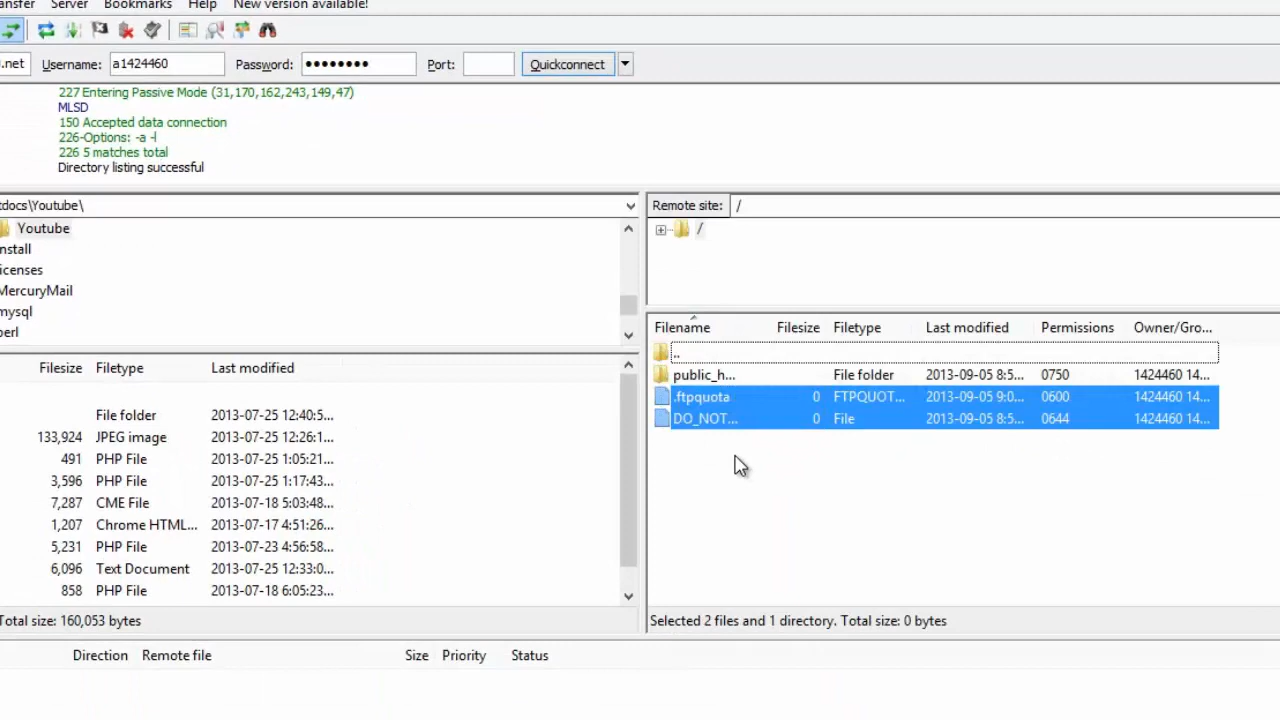 ansfer Server Bookmarks Help New version available!
.net Username: a1424460 Password: ●●●●●●●● Port: Quickconnect
227 Entering Passive Mode (31,170,162,243,149,47)
MLSD
150 Accepted data connection
226-Options: -a -l
226 5 matches total
Directory listing successful
tdocs\Youtube\
Youtube
nstall
icenses
MercuryMail
mysql
perl
Remote site: /
/
Filesize Filetype Last modified
File folder 2013-07-25 12:40:5...
133,924 JPEG image 2013-07-25 12:26:1...
491 PHP File 2013-07-25 1:05:21...
3,596 PHP File 2013-07-25 1:17:43...
7,287 CME File 2013-07-18 5:03:48...
1,207 Chrome HTML... 2013-07-17 4:51:26...
5,231 PHP File 2013-07-23 4:56:58...
6,096 Text Document 2013-07-25 12:33:0...
858 PHP File 2013-07-18 6:05:23...
Total size: 160,053 bytes
Filename Filesize Filetype Last modified Permissions Owner/Gro...
..
public_h... File folder 2013-09-05 8:5... 0750 1424460 14...
.ftpquota 0 FTPQUOT... 2013-09-05 9:0... 0600 1424460 14...
DO_NOT... 0 File 2013-09-05 8:5... 0644 1424460 14...
Selected 2 files and 1 directory. Total size: 0 bytes
Direction Remote file Size Priority Status